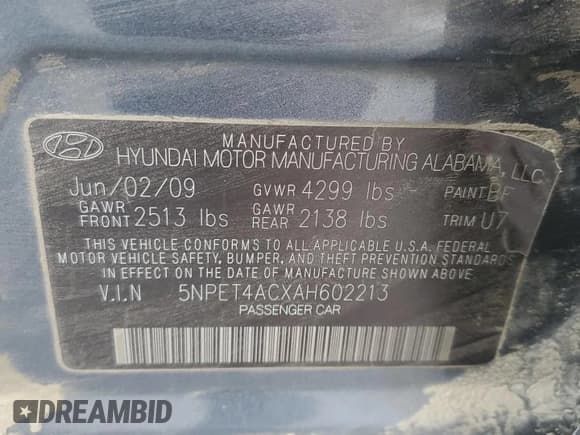 MANUFACTURED BY
HYUNDAI MOTOR MANUFACTURING ALABAMA, LLC
Jun/02/09 GVWR 4299 lbs PAINT BF
GAWR FRONT 2513 lbs GAWR REAR 2138 lbs TRIM U7
THIS VEHICLE CONFORMS TO ALL APPLICABLE U.S.A. FEDERAL
MOTOR VEHICLE SAFETY, BUMPER, AND THEFT PREVENTION STANDARDS
IN EFFECT ON THE DATE OF MANUFACTURE SHOWN ABOVE.
V.I.N 5NPET4ACXAH602213
PASSENGER CAR
DREAMBID